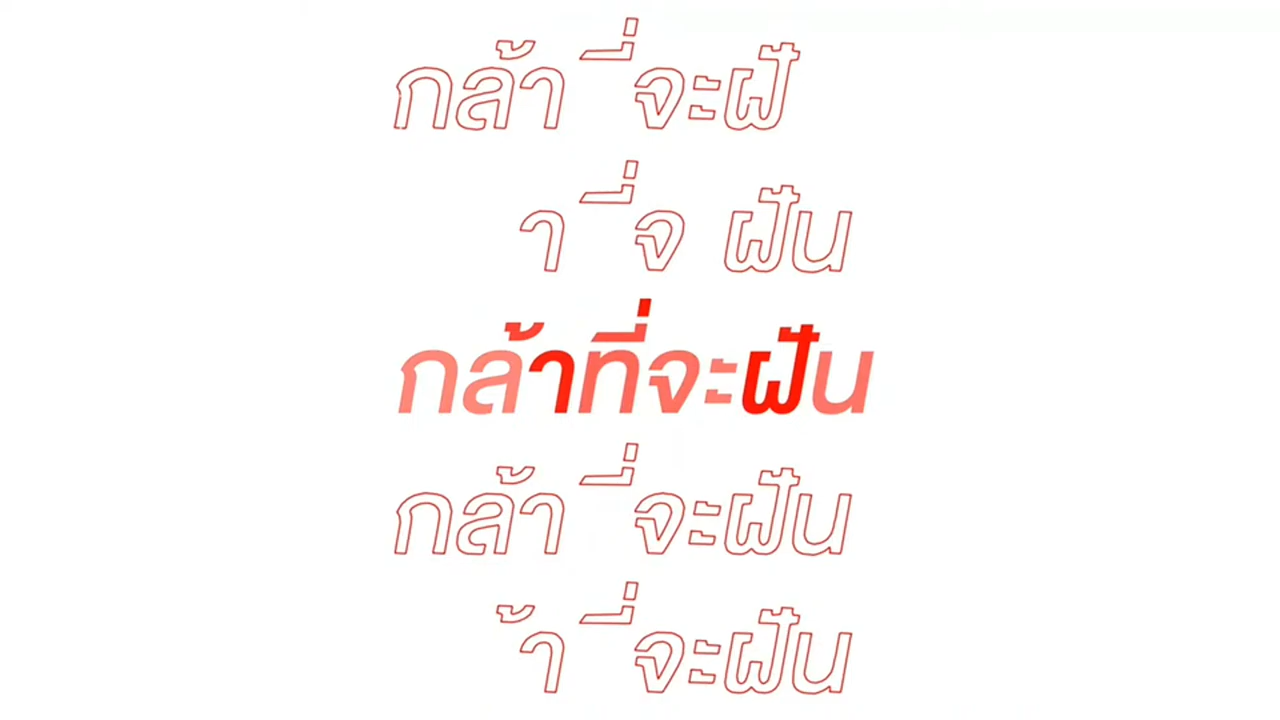 กล้า ี่จะฝั
า ี่จ ฝัน
กล้าที่จะฝัน
กล้า ี่จะฝัน
้า ี่จะฝัน